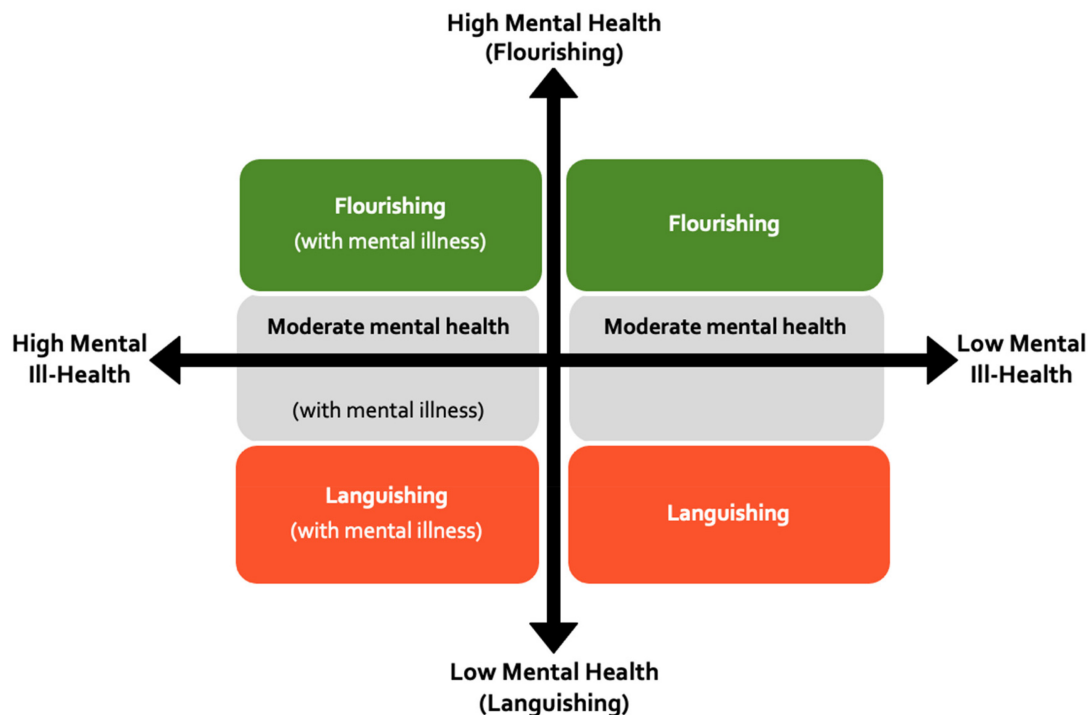 High Mental Health
(Flourishing)
Flourishing
(with mental illness)
Flourishing
Moderate mental health
Moderate mental health
High Mental
Ill-Health
Low Mental
Ill-Health
(with mental illness)
Languishing
(with mental illness)
Languishing
Low Mental Health
(Languishing)